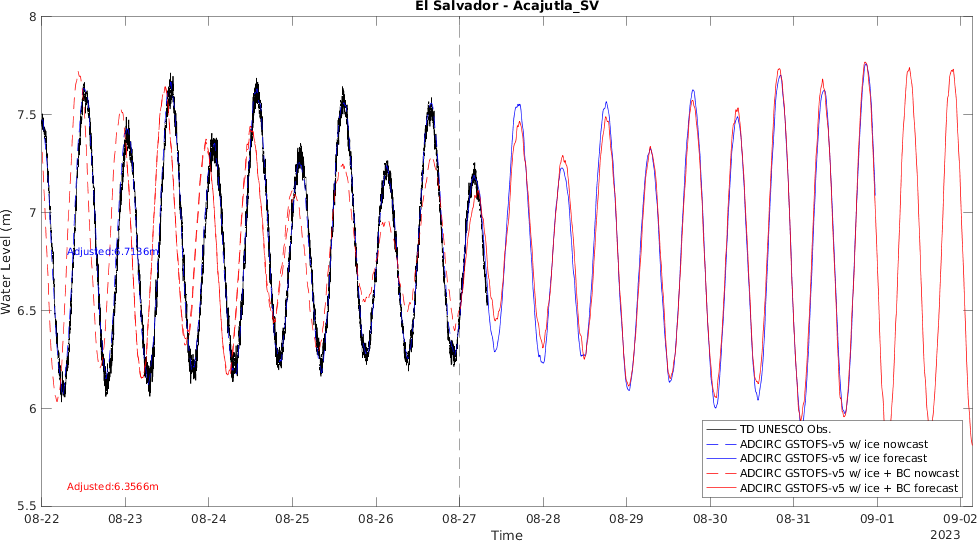 El Salvador - Acajutla_SV
8
7.5
7
6.5
6
5.5
Water Level (m)
Adjusted:6.7136m
Adjusted:6.3566m
TD UNESCO Obs.
ADCIRC GSTOFS-v5 w/ ice nowcast
ADCIRC GSTOFS-v5 w/ ice forecast
ADCIRC GSTOFS-v5 w/ ice + BC nowcast
ADCIRC GSTOFS-v5 w/ ice + BC forecast
08-22 08-23 08-24 08-25 08-26 08-27 08-28 08-29 08-30 08-31 09-01 09-02
Time
2023